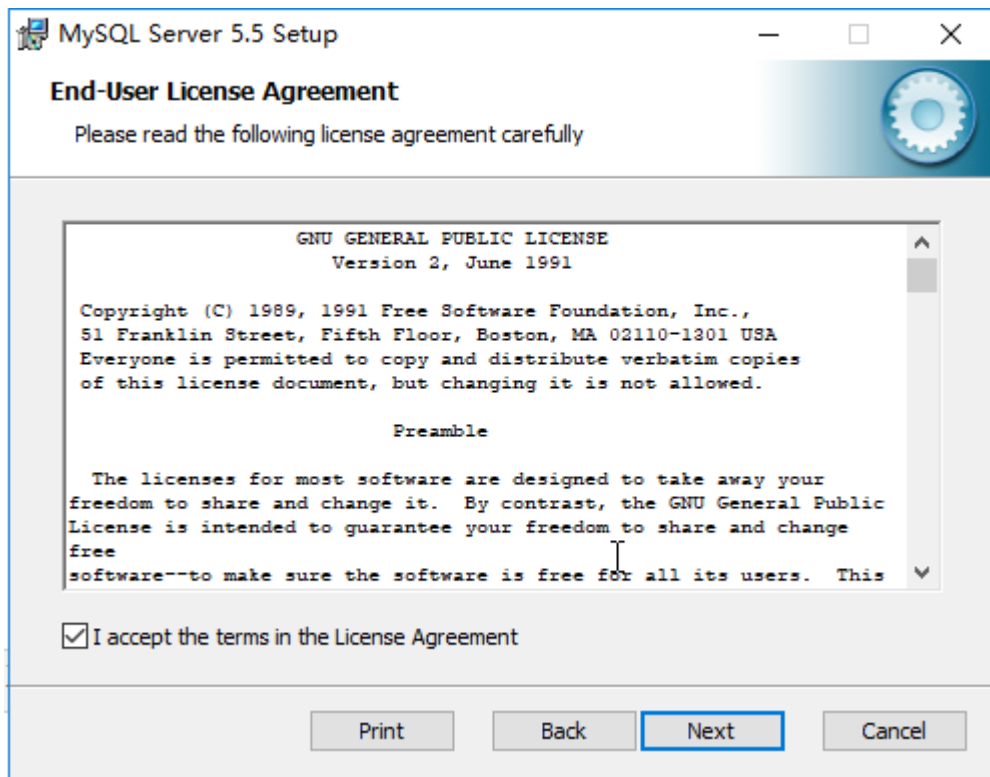 MySQL Server 5.5 Setup
End-User License Agreement
Please read the following license agreement carefully
GNU GENERAL PUBLIC LICENSE
Version 2, June 1991
Copyright (C) 1989, 1991 Free Software Foundation, Inc.,
51 Franklin Street, Fifth Floor, Boston, MA 02110-1301 USA
Everyone is permitted to copy and distribute verbatim copies
of this license document, but changing it is not allowed.
Preamble
The licenses for most software are designed to take away your
freedom to share and change it.  By contrast, the GNU General Public
License is intended to guarantee your freedom to share and change
free
software--to make sure the software is free for all its users.  This
I accept the terms in the License Agreement
Print Back Next Cancel